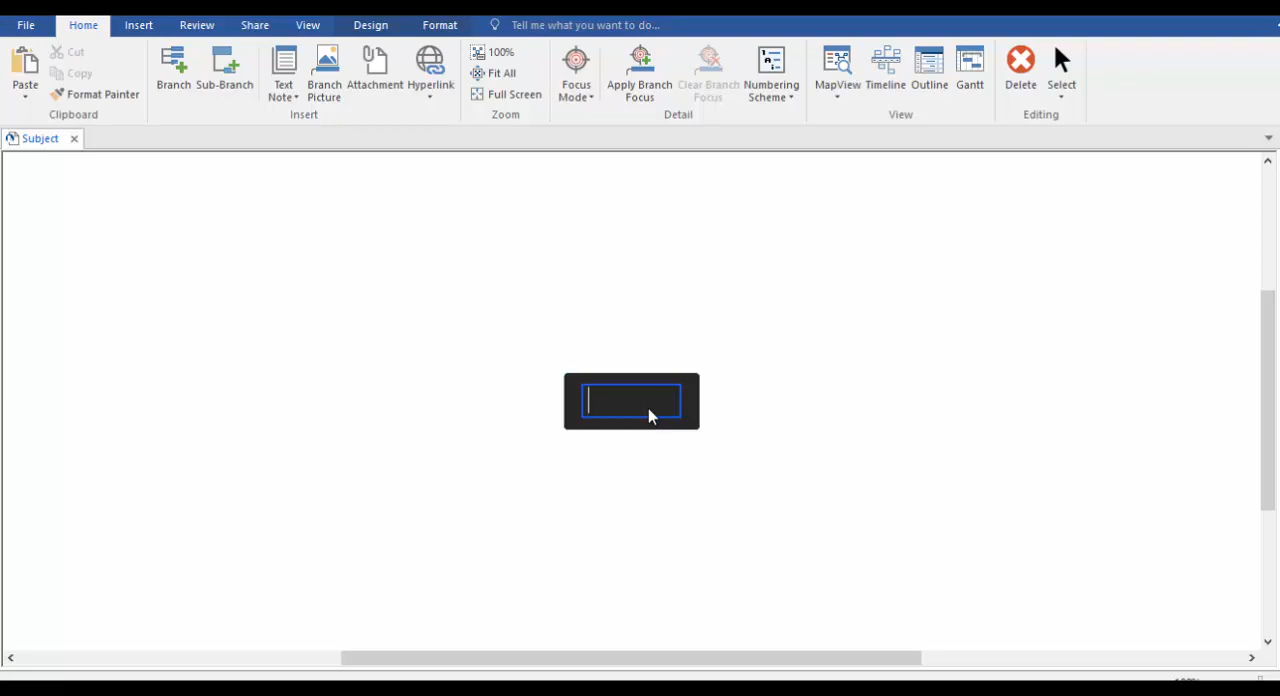 File Home Insert Review Share View Design Format Tell me what you want to do...
Paste
Cut
Copy
Format Painter
Clipboard
Branch Sub-Branch
Text Note
Branch Picture
Attachment
Hyperlink
Insert
100%
Fit All
Full Screen
Zoom
Focus Mode
Apply Branch Focus
Clear Branch Focus
Numbering Scheme
Detail
MapView Timeline Outline Gantt
View
Delete Select
Editing
Subject